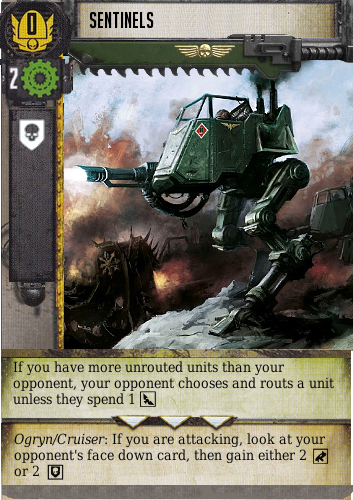 0
SENTINELS
2
If you have more unrouted units than your
opponent, your opponent chooses and routs a unit
unless they spend 1
Ogryn/Cruiser: If you are attacking, look at your
opponent's face down card, then gain either 2
or 2